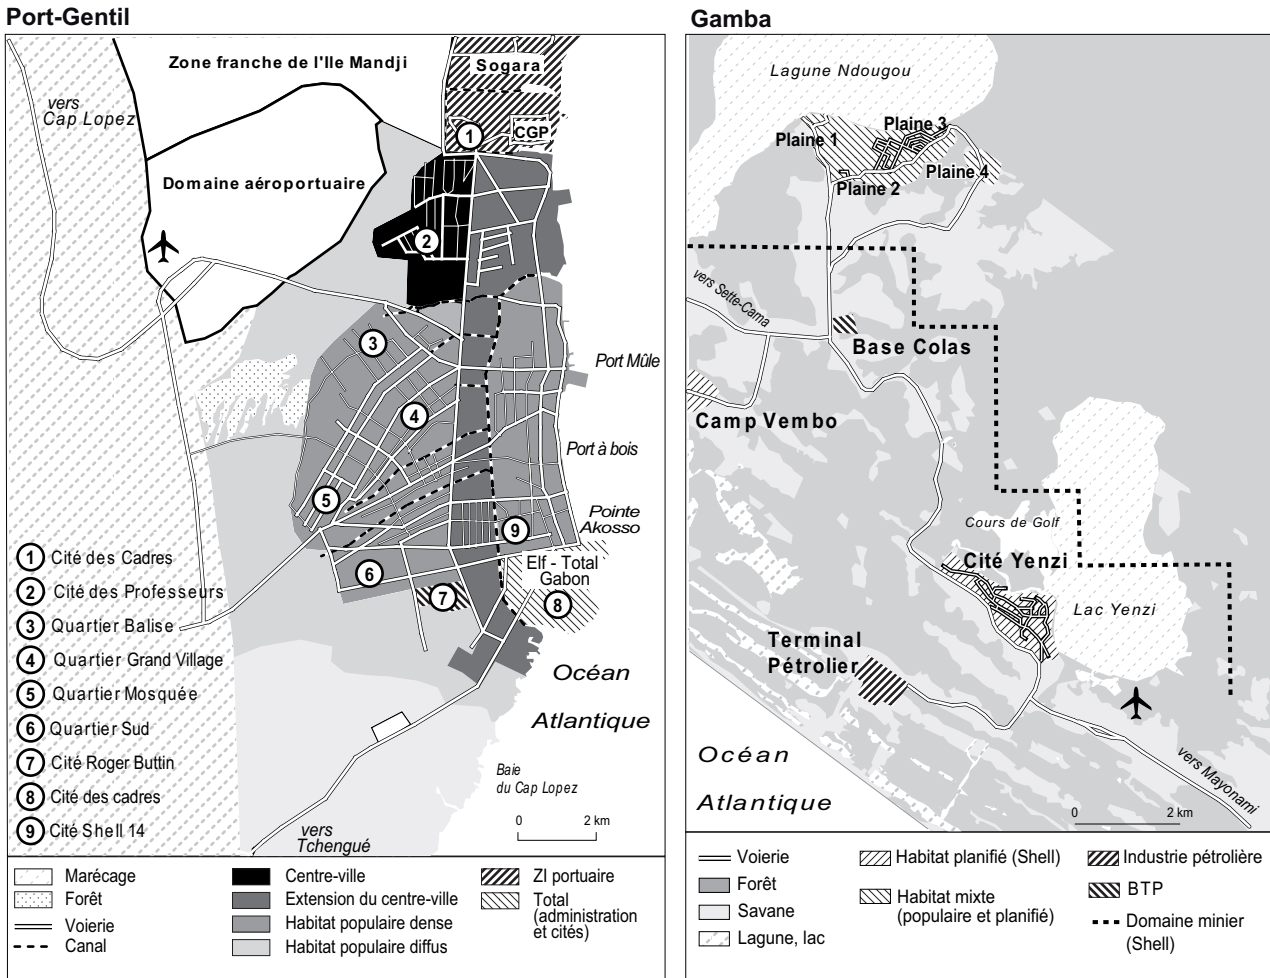 Port-Gentil
Zone franche de l'Ile Mandji
Sogara
vers
Cap Lopez
1
CGP
Domaine aéroportuaire
2
3
Port Mûle
4
Port à bois
5
Pointe
Akosso
9
Elf - Total
Gabon
6
7
8
1 Cité des Cadres
2 Cité des Professeurs
3 Quartier Balise
4 Quartier Grand Village
5 Quartier Mosquée
6 Quartier Sud
7 Cité Roger Buttin
8 Cité des cadres
9 Cité Shell 14
Océan
Atlantique
Baie
du Cap Lopez
vers
Tchengué
0 2 km
Marécage
Forêt
Voierie
Canal
Centre-ville
Extension du centre-ville
Habitat populaire dense
Habitat populaire diffus
ZI portuaire
Total
(administration
et cités)
Gamba
Lagune Ndougou
Plaine 3
Plaine 1
Plaine 4
Plaine 2
vers Sette-Cama
Base Colas
Camp Vembo
Cours de Golf
Cité Yenzi
Lac Yenzi
Terminal
Pétrolier
Océan
Atlantique
vers Mayonami
0 2 km
Voierie
Forêt
Savane
Lagune, lac
Habitat planifié (Shell)
Habitat mixte
(populaire et planifié)
Industrie pétrolière
BTP
Domaine minier
(Shell)